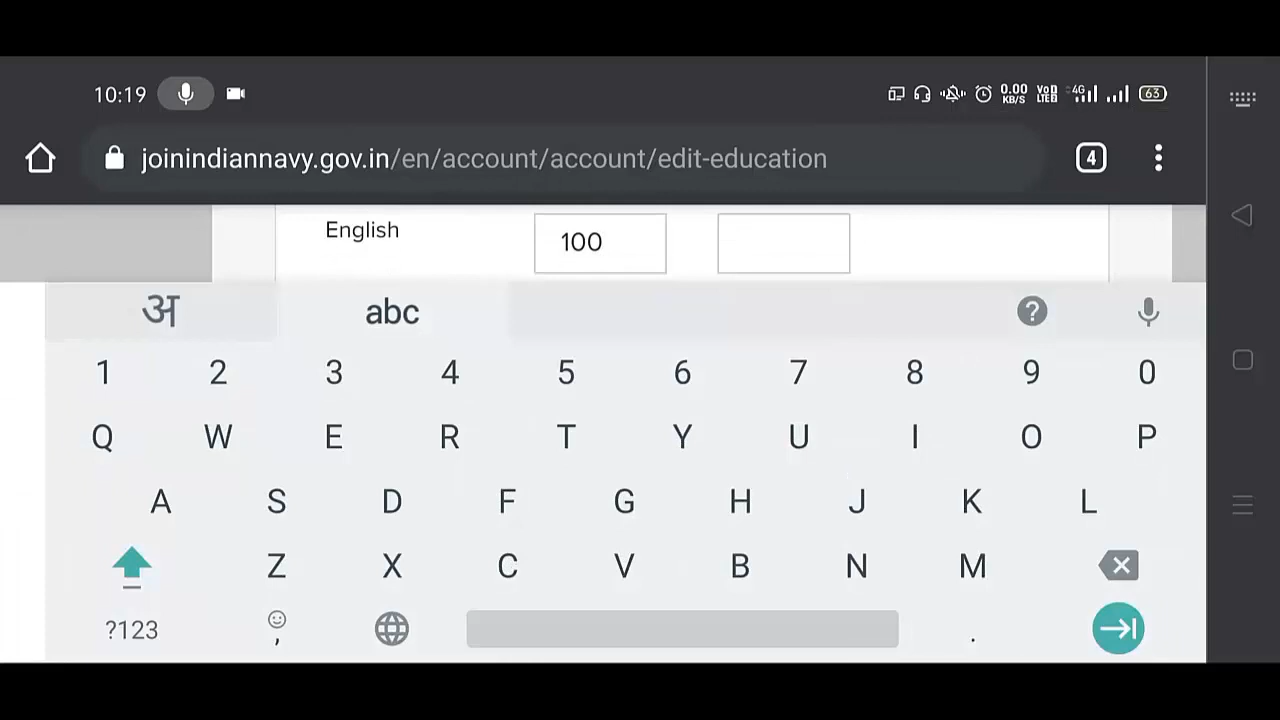 10:19 0.00 KB/S VoD LTE 4G 63
joinindiannavy.gov.in/en/account/account/edit-education 4
English 100
अ abc ?
1 2 3 4 5 6 7 8 9 0
Q W E R T Y U I O P
A S D F G H J K L
Z X C V B N M
?123 , .